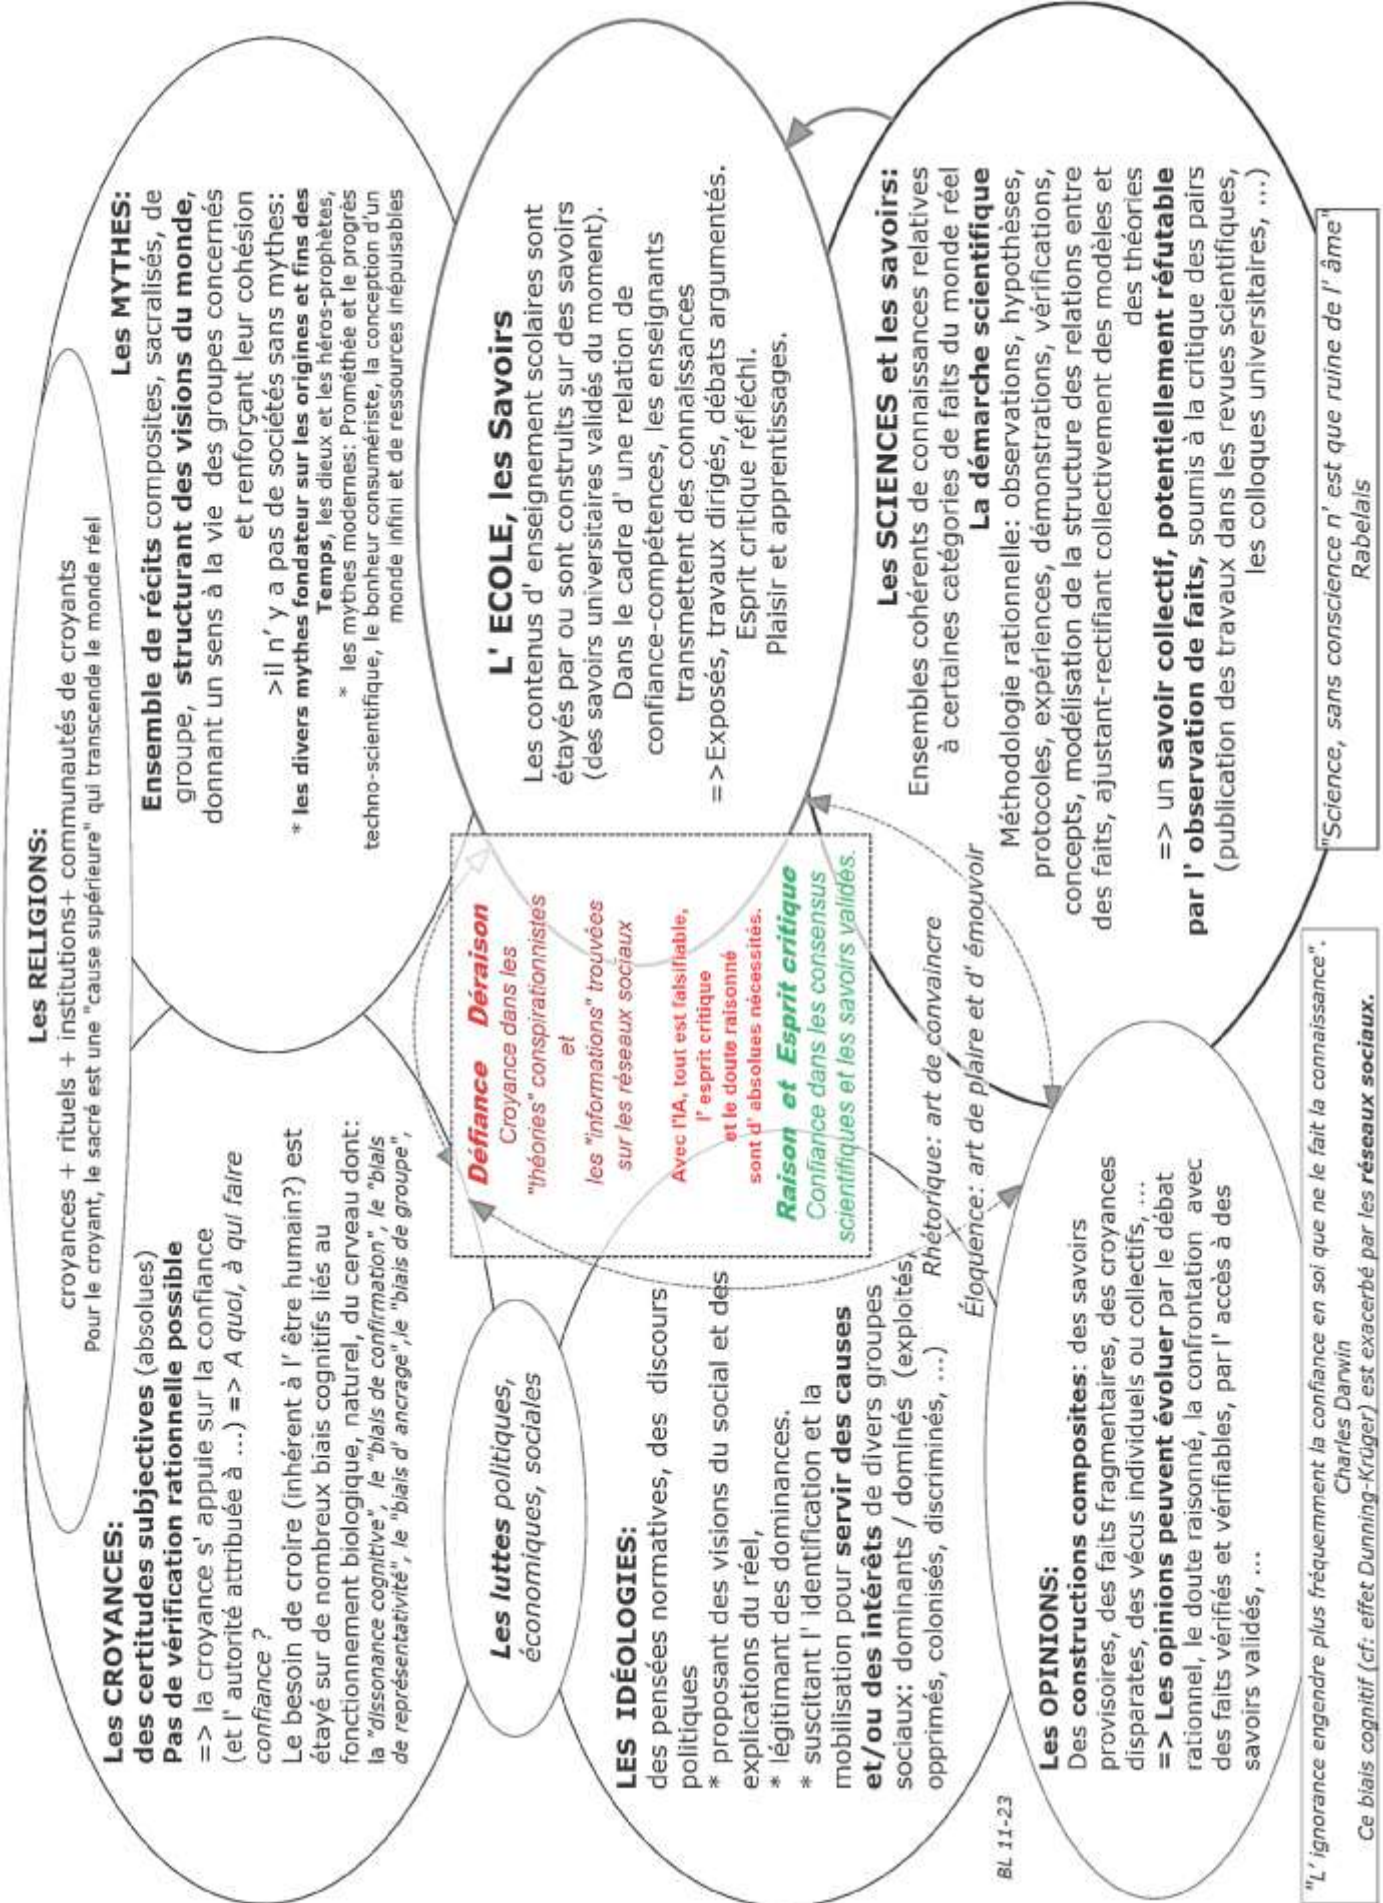 Les RELIGIONS:
croyances + rituels + institutions+ communautés de croyants
Pour le croyant, le sacré est une "cause supérieure" qui transcende le monde réel
Les CROYANCES:
des certitudes subjectives (absolues)
Pas de vérification rationnelle possible
=> la croyance s' appuie sur la confiance
(et l' autorité attribuée à ...) => A quoi, à qui faire
confiance ?
Le besoin de croire (inhérent à l' être humain?) est
étayé sur de nombreux biais cognitifs liés au
fonctionnement biologique, naturel, du cerveau dont:
la "dissonance cognitive", le "biais de confirmation", le "biais
de représentativité", le "biais d' ancrage",le "biais de groupe",
Les MYTHES:
Ensemble de récits composites, sacralisés, de
groupe, structurant des visions du monde,
donnant un sens à la vie des groupes concernés
et renforçant leur cohésion
>il n' y a pas de sociétés sans mythes:
* les divers mythes fondateur sur les origines et fins des
Temps, les dieux et les héros-prophètes,
* les mythes modernes: Prométhée et le progrès
techno-scientifique, le bonheur consumériste, la conception d'un
monde infini et de ressources inépuisables
Les luttes politiques,
économiques, sociales
Défiance Déraison
Croyance dans les
"théories" conspirationnistes
et
les "informations" trouvées
sur les réseaux sociaux
Avec l'IA, tout est falsifiable,
l' esprit critique
et le doute raisonné
sont d' absolues nécessités.
Raison et Esprit critique
Confiance dans les consensus
scientifiques et les savoirs validés.
L' ECOLE, les Savoirs
Les contenus d' enseignement scolaires sont
étayés par ou sont construits sur des savoirs
(des savoirs universitaires validés du moment).
Dans le cadre d' une relation de
confiance-compétences, les enseignants
transmettent des connaissances
=>Exposés, travaux dirigés, débats argumentés.
Esprit critique réfléchi.
Plaisir et apprentissages.
LES IDÉOLOGIES:
des pensées normatives, des discours
politiques
* proposant des visions du social et des
explications du réel,
* légitimant des dominances.
* suscitant l' identification et la
mobilisation pour servir des causes
et/ou des intérêts de divers groupes
sociaux: dominants / dominés (exploités,
opprimés, colonisés, discriminés, ...)
Rhétorique: art de convaincre
Éloquence: art de plaire et d' émouvoir
Les SCIENCES et les savoirs:
Ensembles cohérents de connaissances relatives
à certaines catégories de faits du monde réel
La démarche scientifique
Méthodologie rationnelle: observations, hypothèses,
protocoles, expériences, démonstrations, vérifications,
concepts, modélisation de la structure des relations entre
des faits, ajustant-rectifiant collectivement des modèles et
des théories
=> un savoir collectif, potentiellement réfutable
par l' observation de faits, soumis à la critique des pairs
(publication des travaux dans les revues scientifiques,
les colloques universitaires, ...)
BL 11-23
Les OPINIONS:
Des constructions composites: des savoirs
provisoires, des faits fragmentaires, des croyances
disparates, des vécus individuels ou collectifs, ...
=> Les opinions peuvent évoluer par le débat
rationnel, le doute raisonné, la confrontation avec
des faits vérifiés et vérifiables, par l' accès à des
savoirs validés, ...
"L' ignorance engendre plus fréquemment la confiance en soi que ne le fait la connaissance".
Charles Darwin
Ce biais cognitif (cf: effet Dunning-Krüger) est exacerbé par les réseaux sociaux.
"Science, sans conscience n' est que ruine de l' âme"
Rabelais